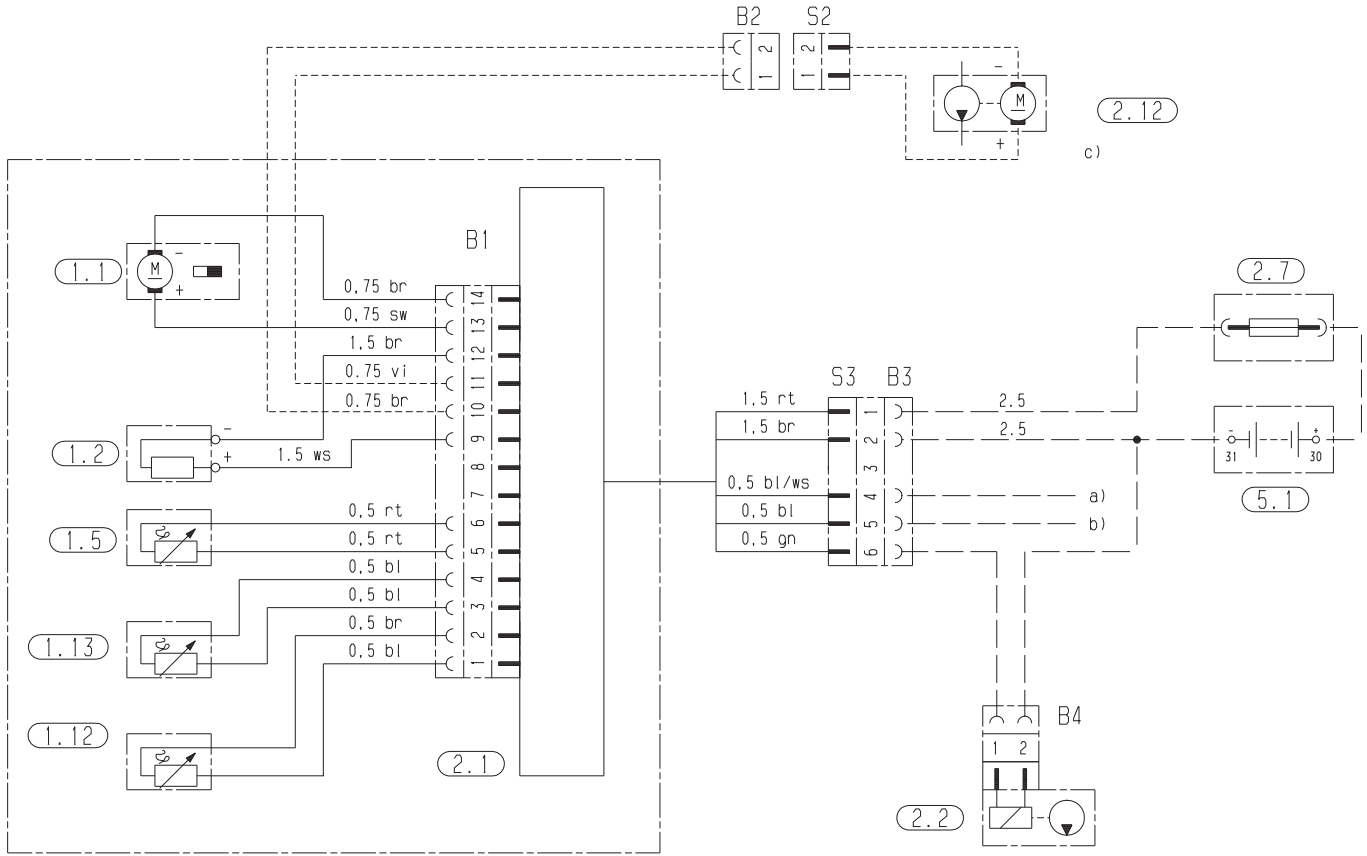 B2 S2
2 2
1 1
-
M
+
2.12
c)
1.1
-
M
+
B1
0,75 br
14
0,75 sw
13
1,5 br
12
0.75 vi
11
0.75 br
10
1.2
-
+
1.5 ws
9
8
7
1.5
0,5 rt
6
0,5 rt
5
0,5 bl
4
1.13
0,5 bl
3
0,5 br
2
0,5 bl
1
1.12
2.1
2.7
S3 B3
1,5 rt
1
2.5
1,5 br
2
2.5
3
0,5 bl/ws
4
a)
0,5 bl
5
b)
0,5 gn
6
- +
31 30
5.1
B4
1 2
2.2